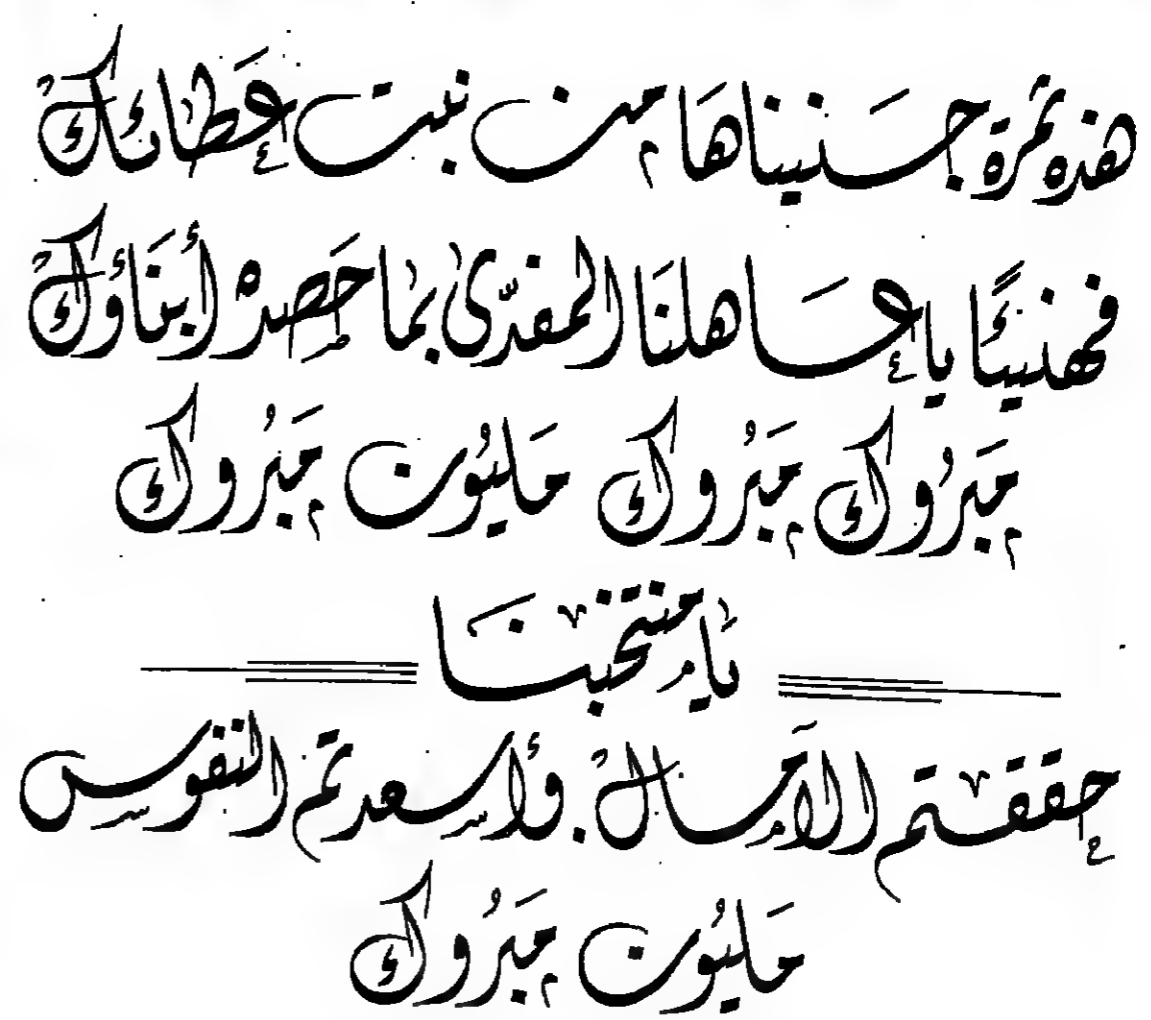 هذه ثمرة جنيناها من نبت عطائك
فهنيئًا يا عاهلنا المفدّى بما حصده أبناؤك
مبروك مبروك مليون مبروك
يا منتخبنا
حققتم الآمال .. وأسعدتم النفوس
مليون مبروك